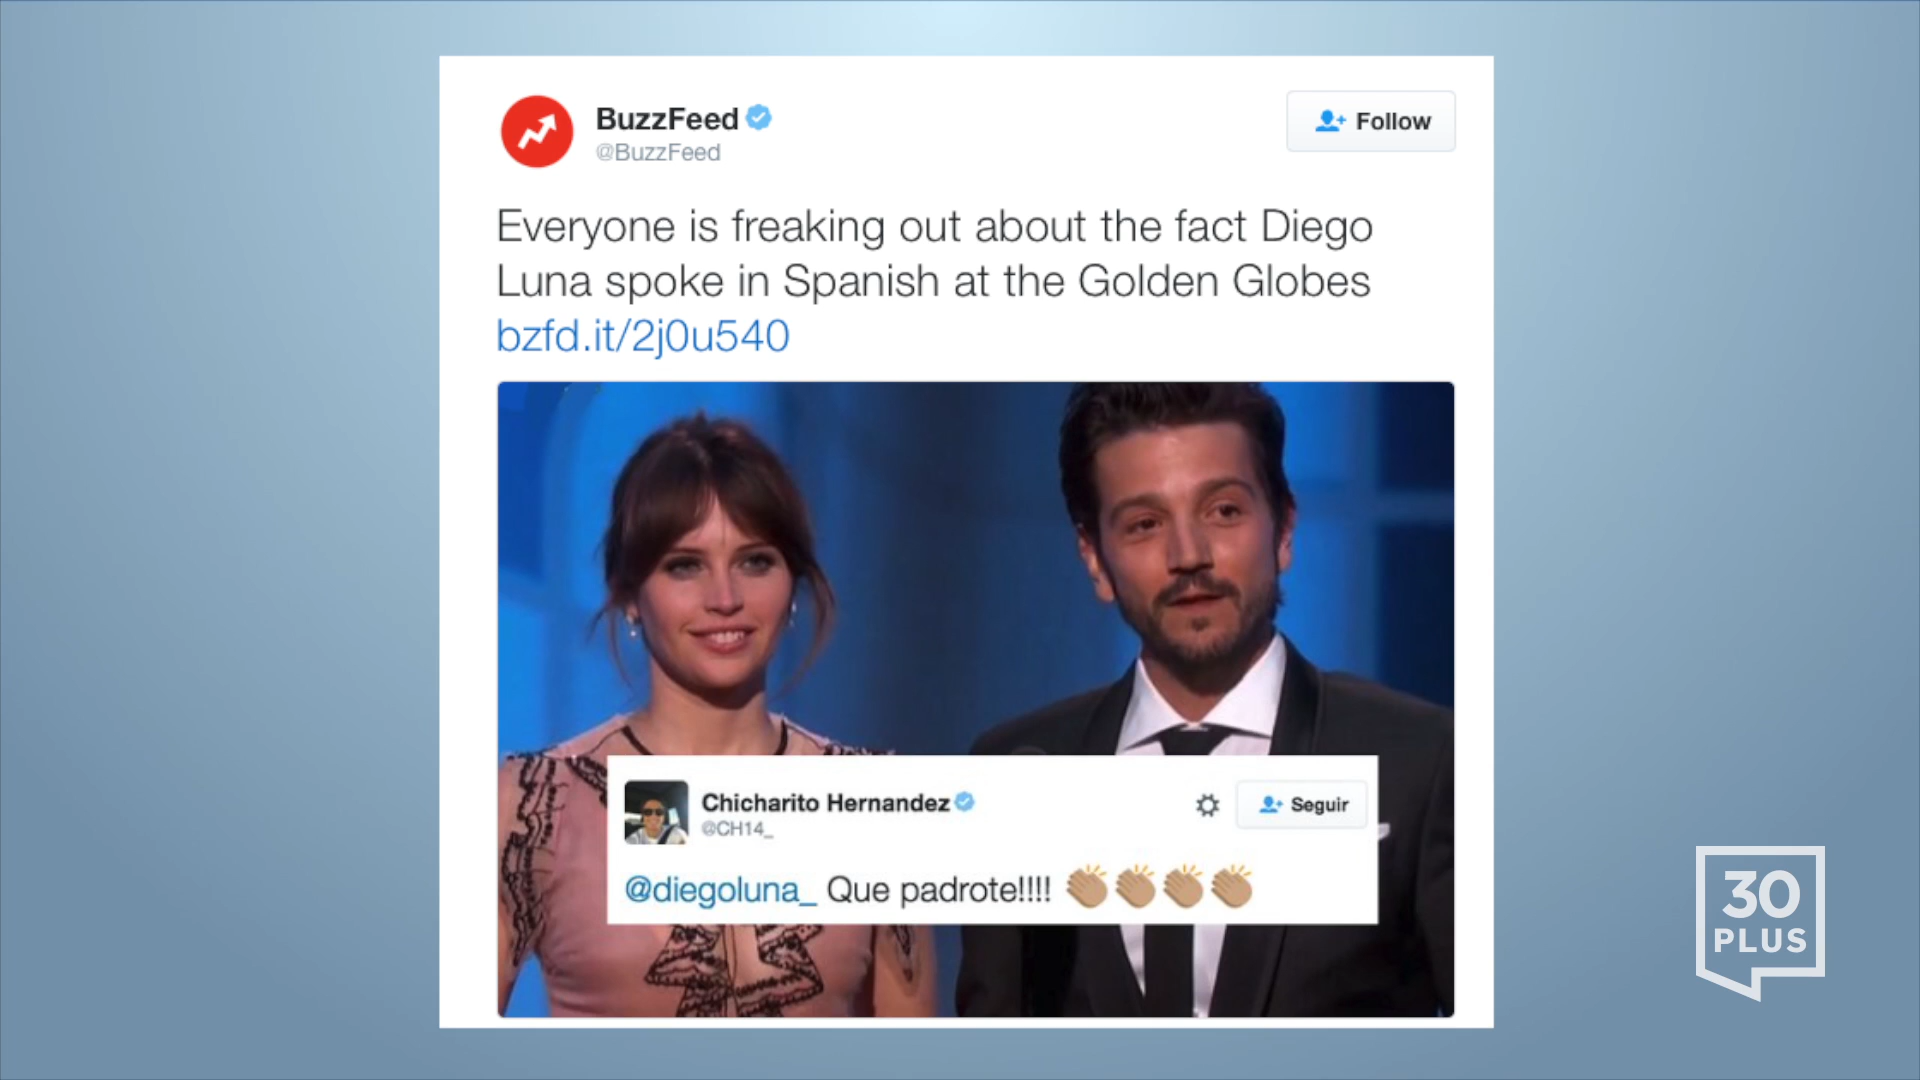 BuzzFeed
@BuzzFeed
Follow
Everyone is freaking out about the fact Diego
Luna spoke in Spanish at the Golden Globes
bzfd.it/2j0u540
Chicharito Hernandez
@CH14_
Seguir
@diegoluna_ Que padrote!!!! 👏🏼👏🏼👏🏼👏🏼
30
PLUS